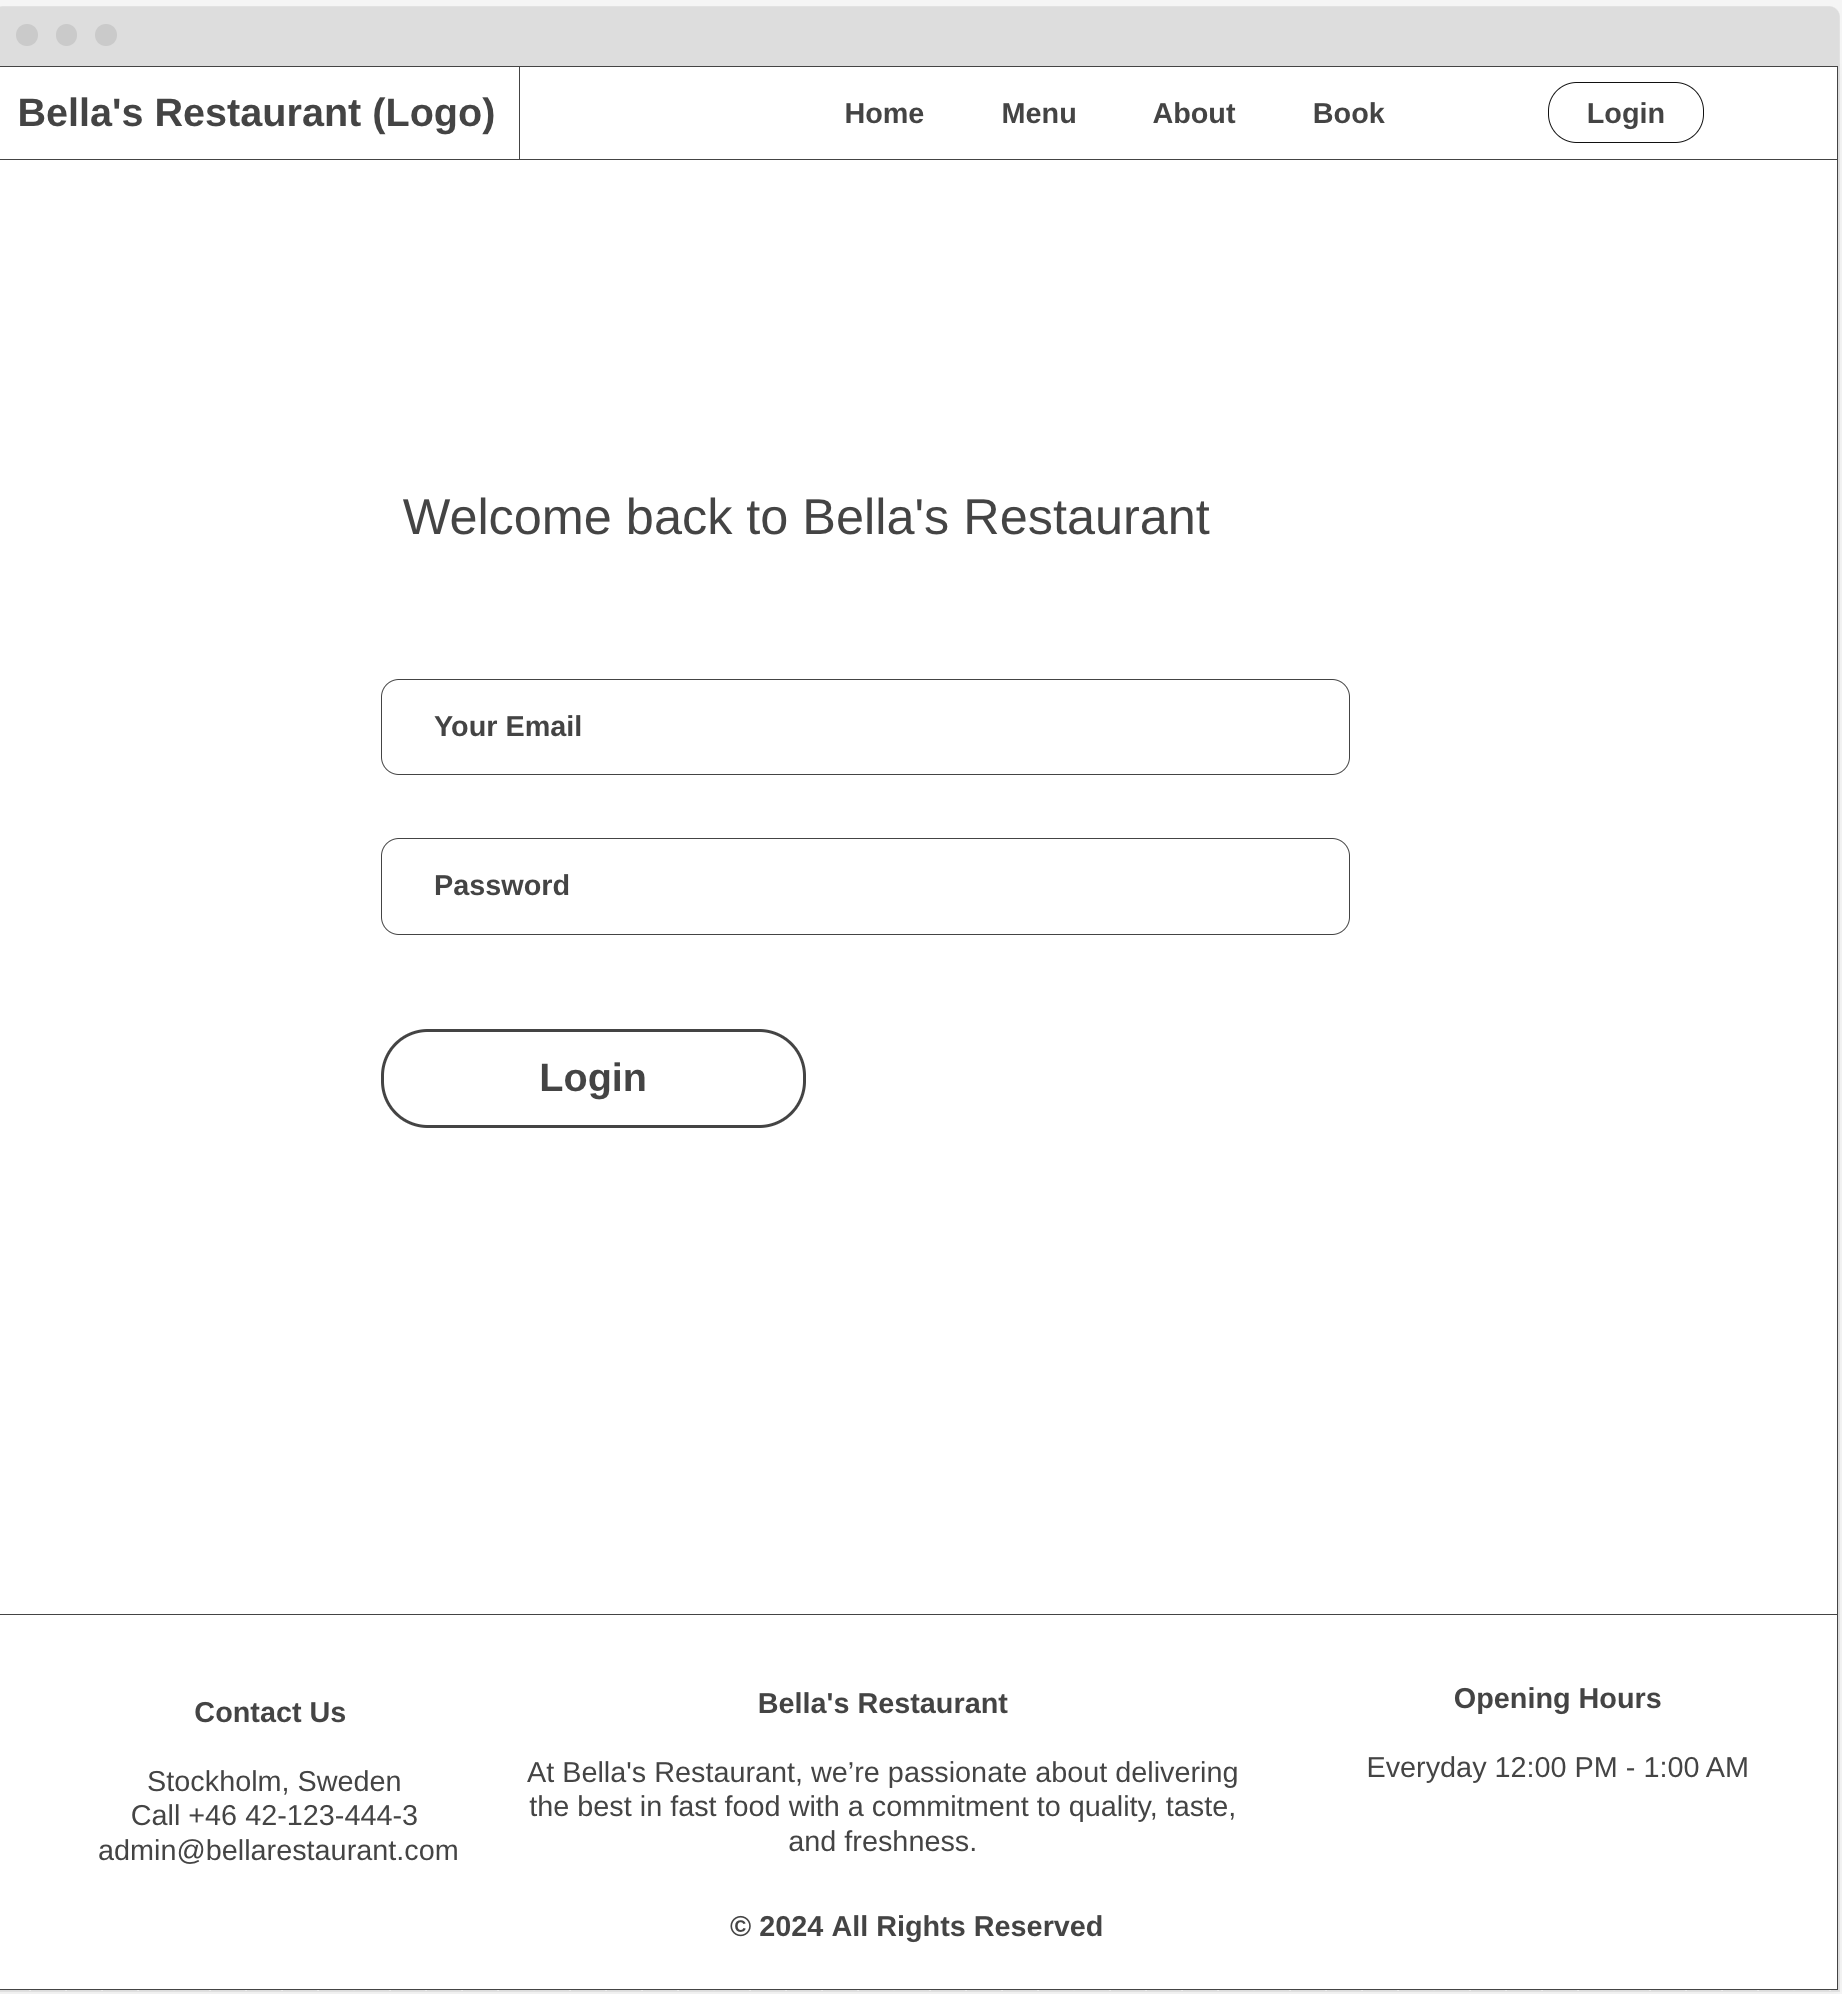 Bella's Restaurant (Logo)
Home
Menu
About
Book
Login
Welcome back to Bella's Restaurant
Your Email
Password
Login
Contact Us
Stockholm, Sweden
Call +46 42-123-444-3
admin@bellarestaurant.com
Bella's Restaurant
At Bella's Restaurant, we’re passionate about delivering
the best in fast food with a commitment to quality, taste,
and freshness.
Opening Hours
Everyday 12:00 PM - 1:00 AM
© 2024 All Rights Reserved